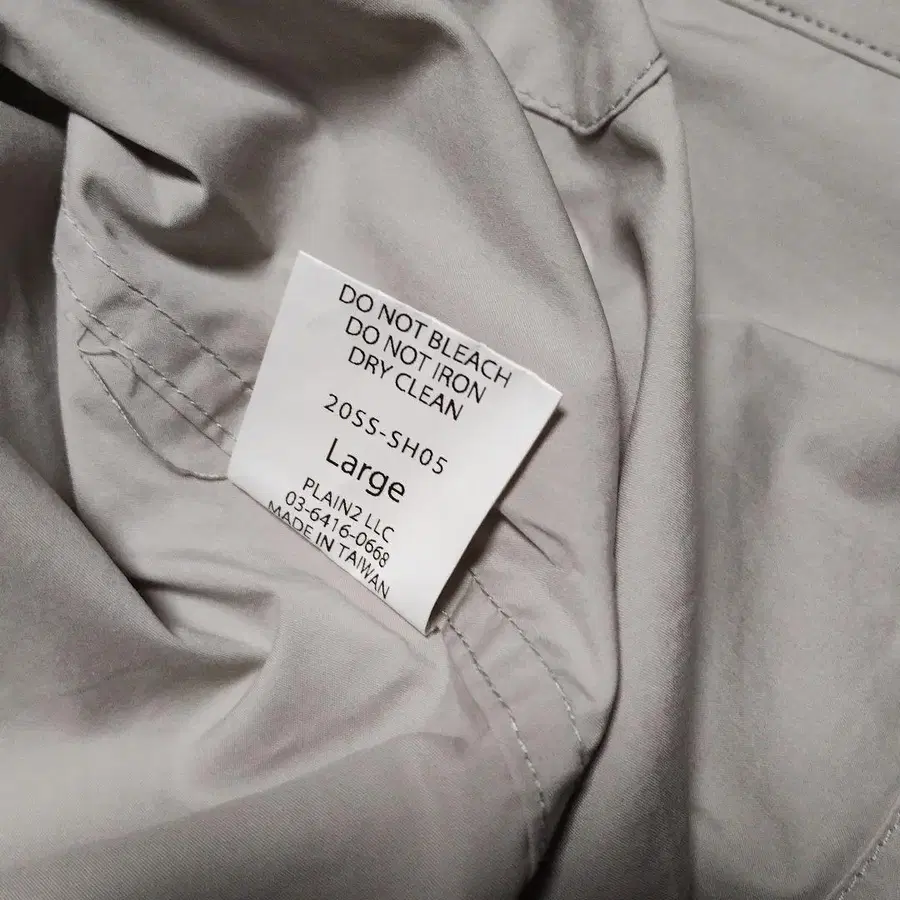 DO NOT BLEACH
DO NOT IRON
DRY CLEAN
20SS-SH05
Large
PLAIN2 LLC
03-6416-0668
MADE IN TAIWAN